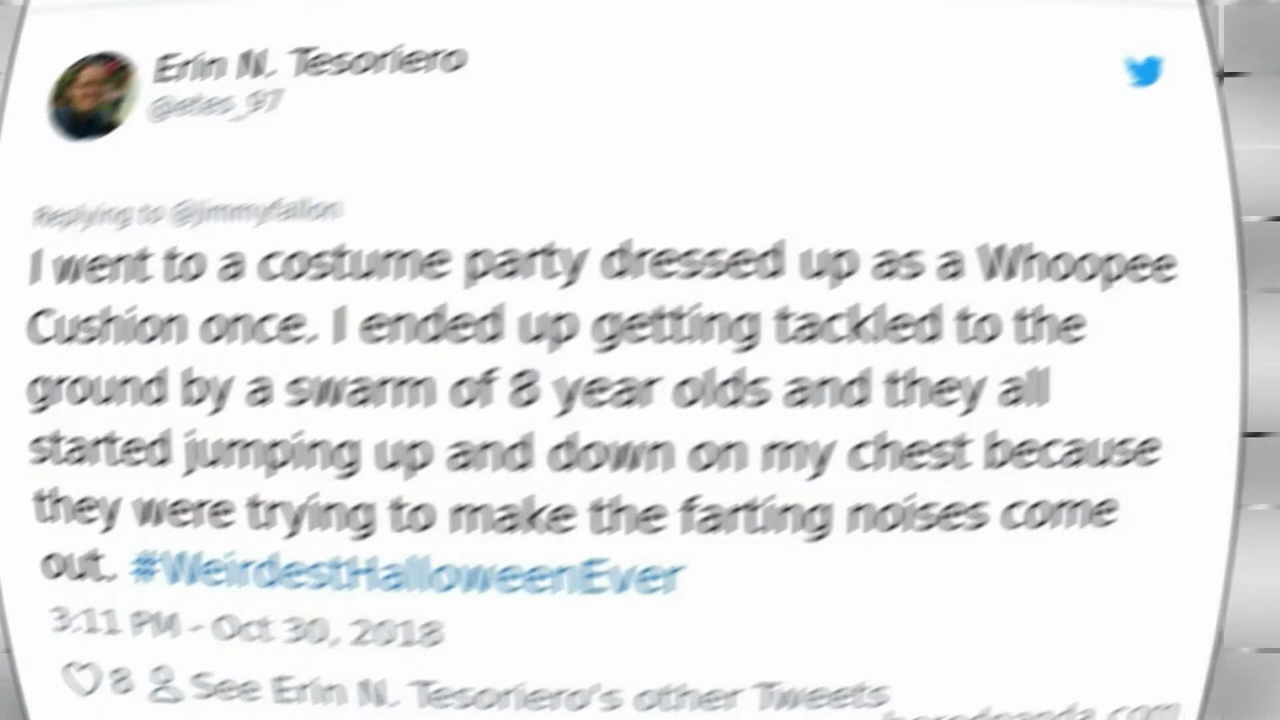 Erin N. Tesoriero
@etes_97
Replying to @jimmyfallon
I went to a costume party dressed up as a Whoopee
Cushion once. I ended up getting tackled to the
ground by a swarm of 8 year olds and they all
started jumping up and down on my chest because
they were trying to make the farting noises come
out. #WeirdestHalloweenEver
3:11 PM - Oct 30, 2018
8 See Erin N. Tesoriero's other Tweets
boredpanda.com